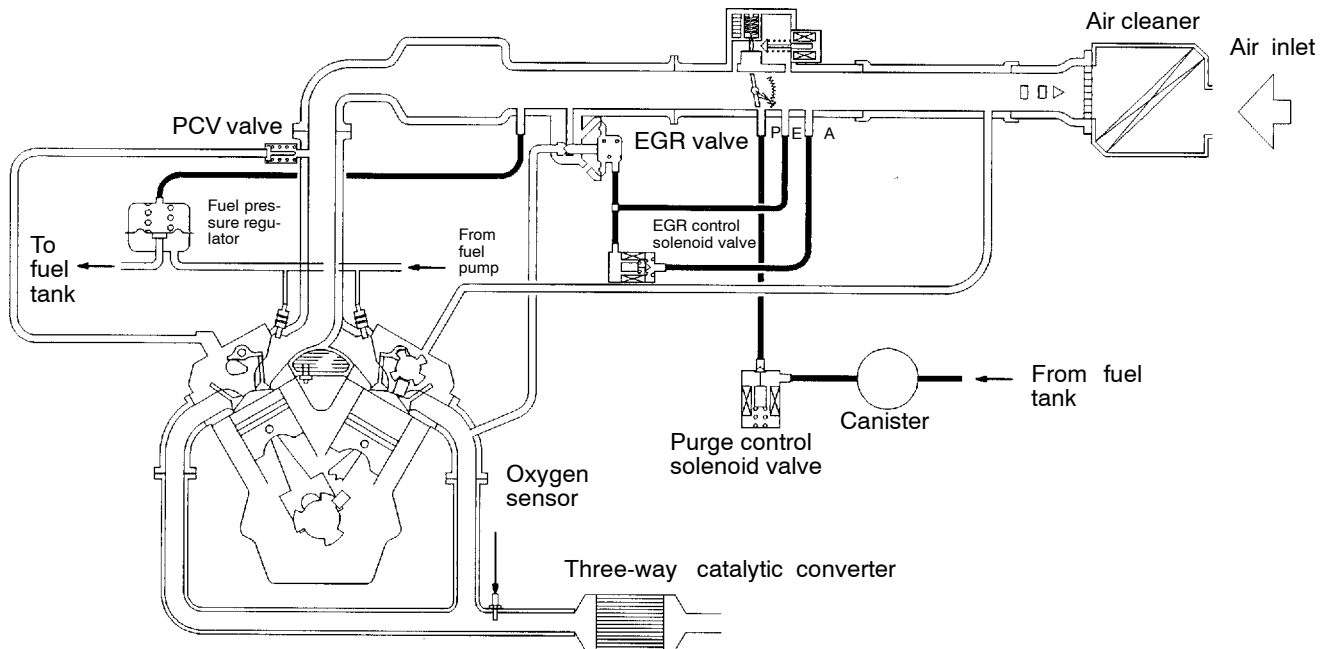 Air cleaner
Air inlet
PCV valve
EGR valve
P
E
A
Fuel pres-
sure regu-
lator
To
fuel
tank
From
fuel
pump
EGR control
solenoid valve
From fuel
tank
Canister
Purge control
solenoid valve
Oxygen
sensor
Three-way catalytic converter